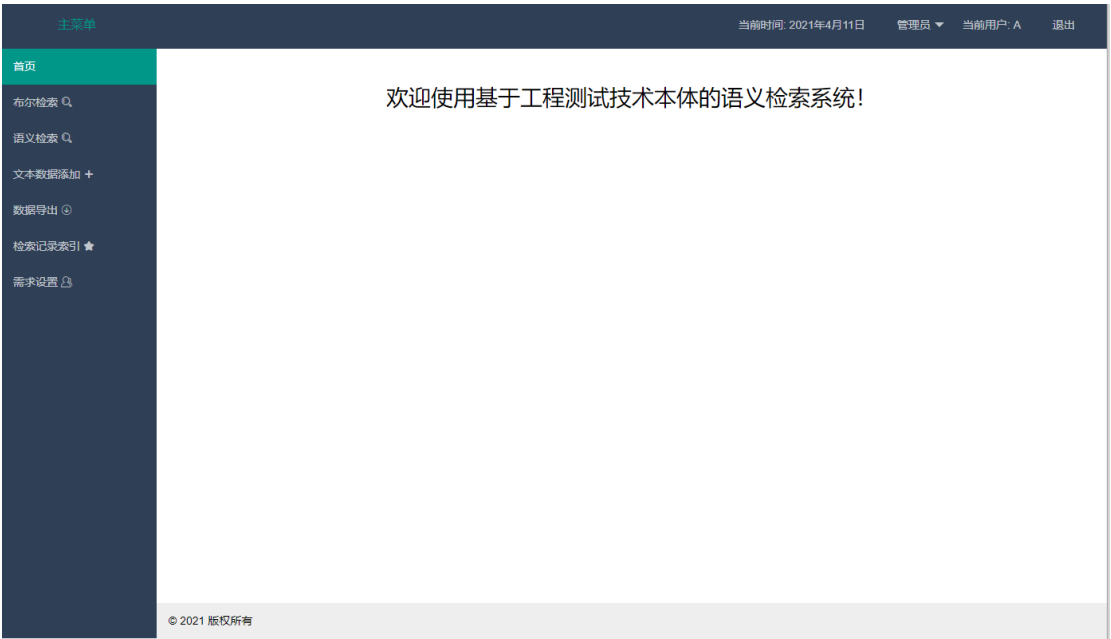 主菜单 当前时间: 2021年4月11日 管理员 当前用户: A 退出
首页
欢迎使用基于工程测试技术本体的语义检索系统！
布尔检索
语义检索
文本数据添加
数据导出
检索记录索引
需求设置
© 2021 版权所有